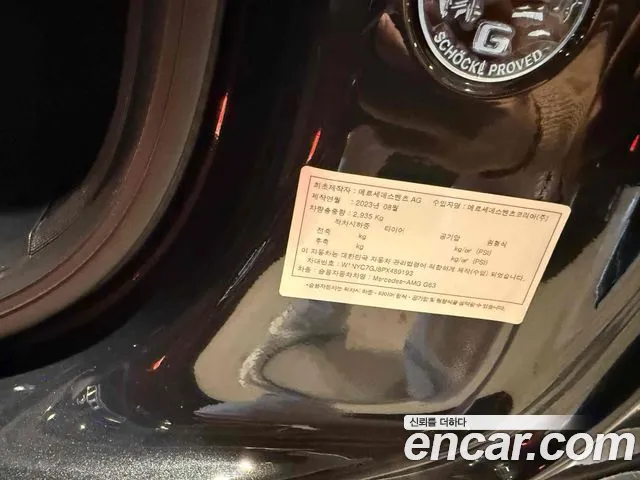 G
SCHÖCKL PROVED
최초제작자 : 메르세데스벤츠 AG 수입자명 : 메르세데스벤츠코리아(주)
제작연월 : 2023년 08월
차량총중량 : 2,935 Kg
적차시하중 타이어 공기압 림형식
전축 kg kg/㎠ (PSI)
후축 kg kg/㎠ (PSI)
이 자동차는 대한민국 자동차 관리법령에 적합하게 제작(수입) 되었습니다.
차대번호 : W1NYC7GJ8PX489193
차종 : 승용자동차 차명 : Mercedes-AMG G63
신뢰를 더하다
encar.com